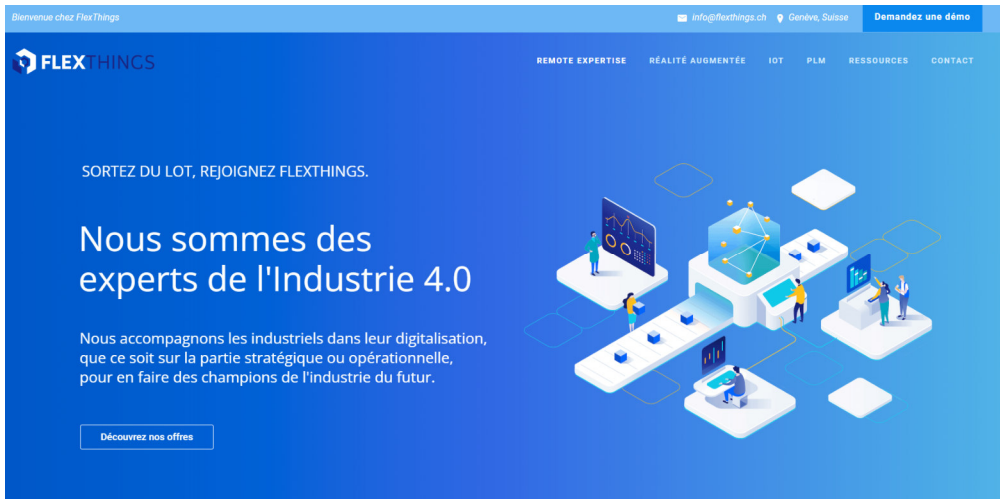 Bienvenue chez FlexThings
info@flexthings.ch
Genève, Suisse
Demandez une démo
FLEXTHINGS
REMOTE EXPERTISE
RÉALITÉ AUGMENTÉE
IOT
PLM
RESSOURCES
CONTACT
SORTEZ DU LOT, REJOIGNEZ FLEXTHINGS.
Nous sommes des
experts de l'Industrie 4.0
Nous accompagnons les industriels dans leur digitalisation,
que ce soit sur la partie stratégique ou opérationnelle,
pour en faire des champions de l'industrie du futur.
Découvrez nos offres